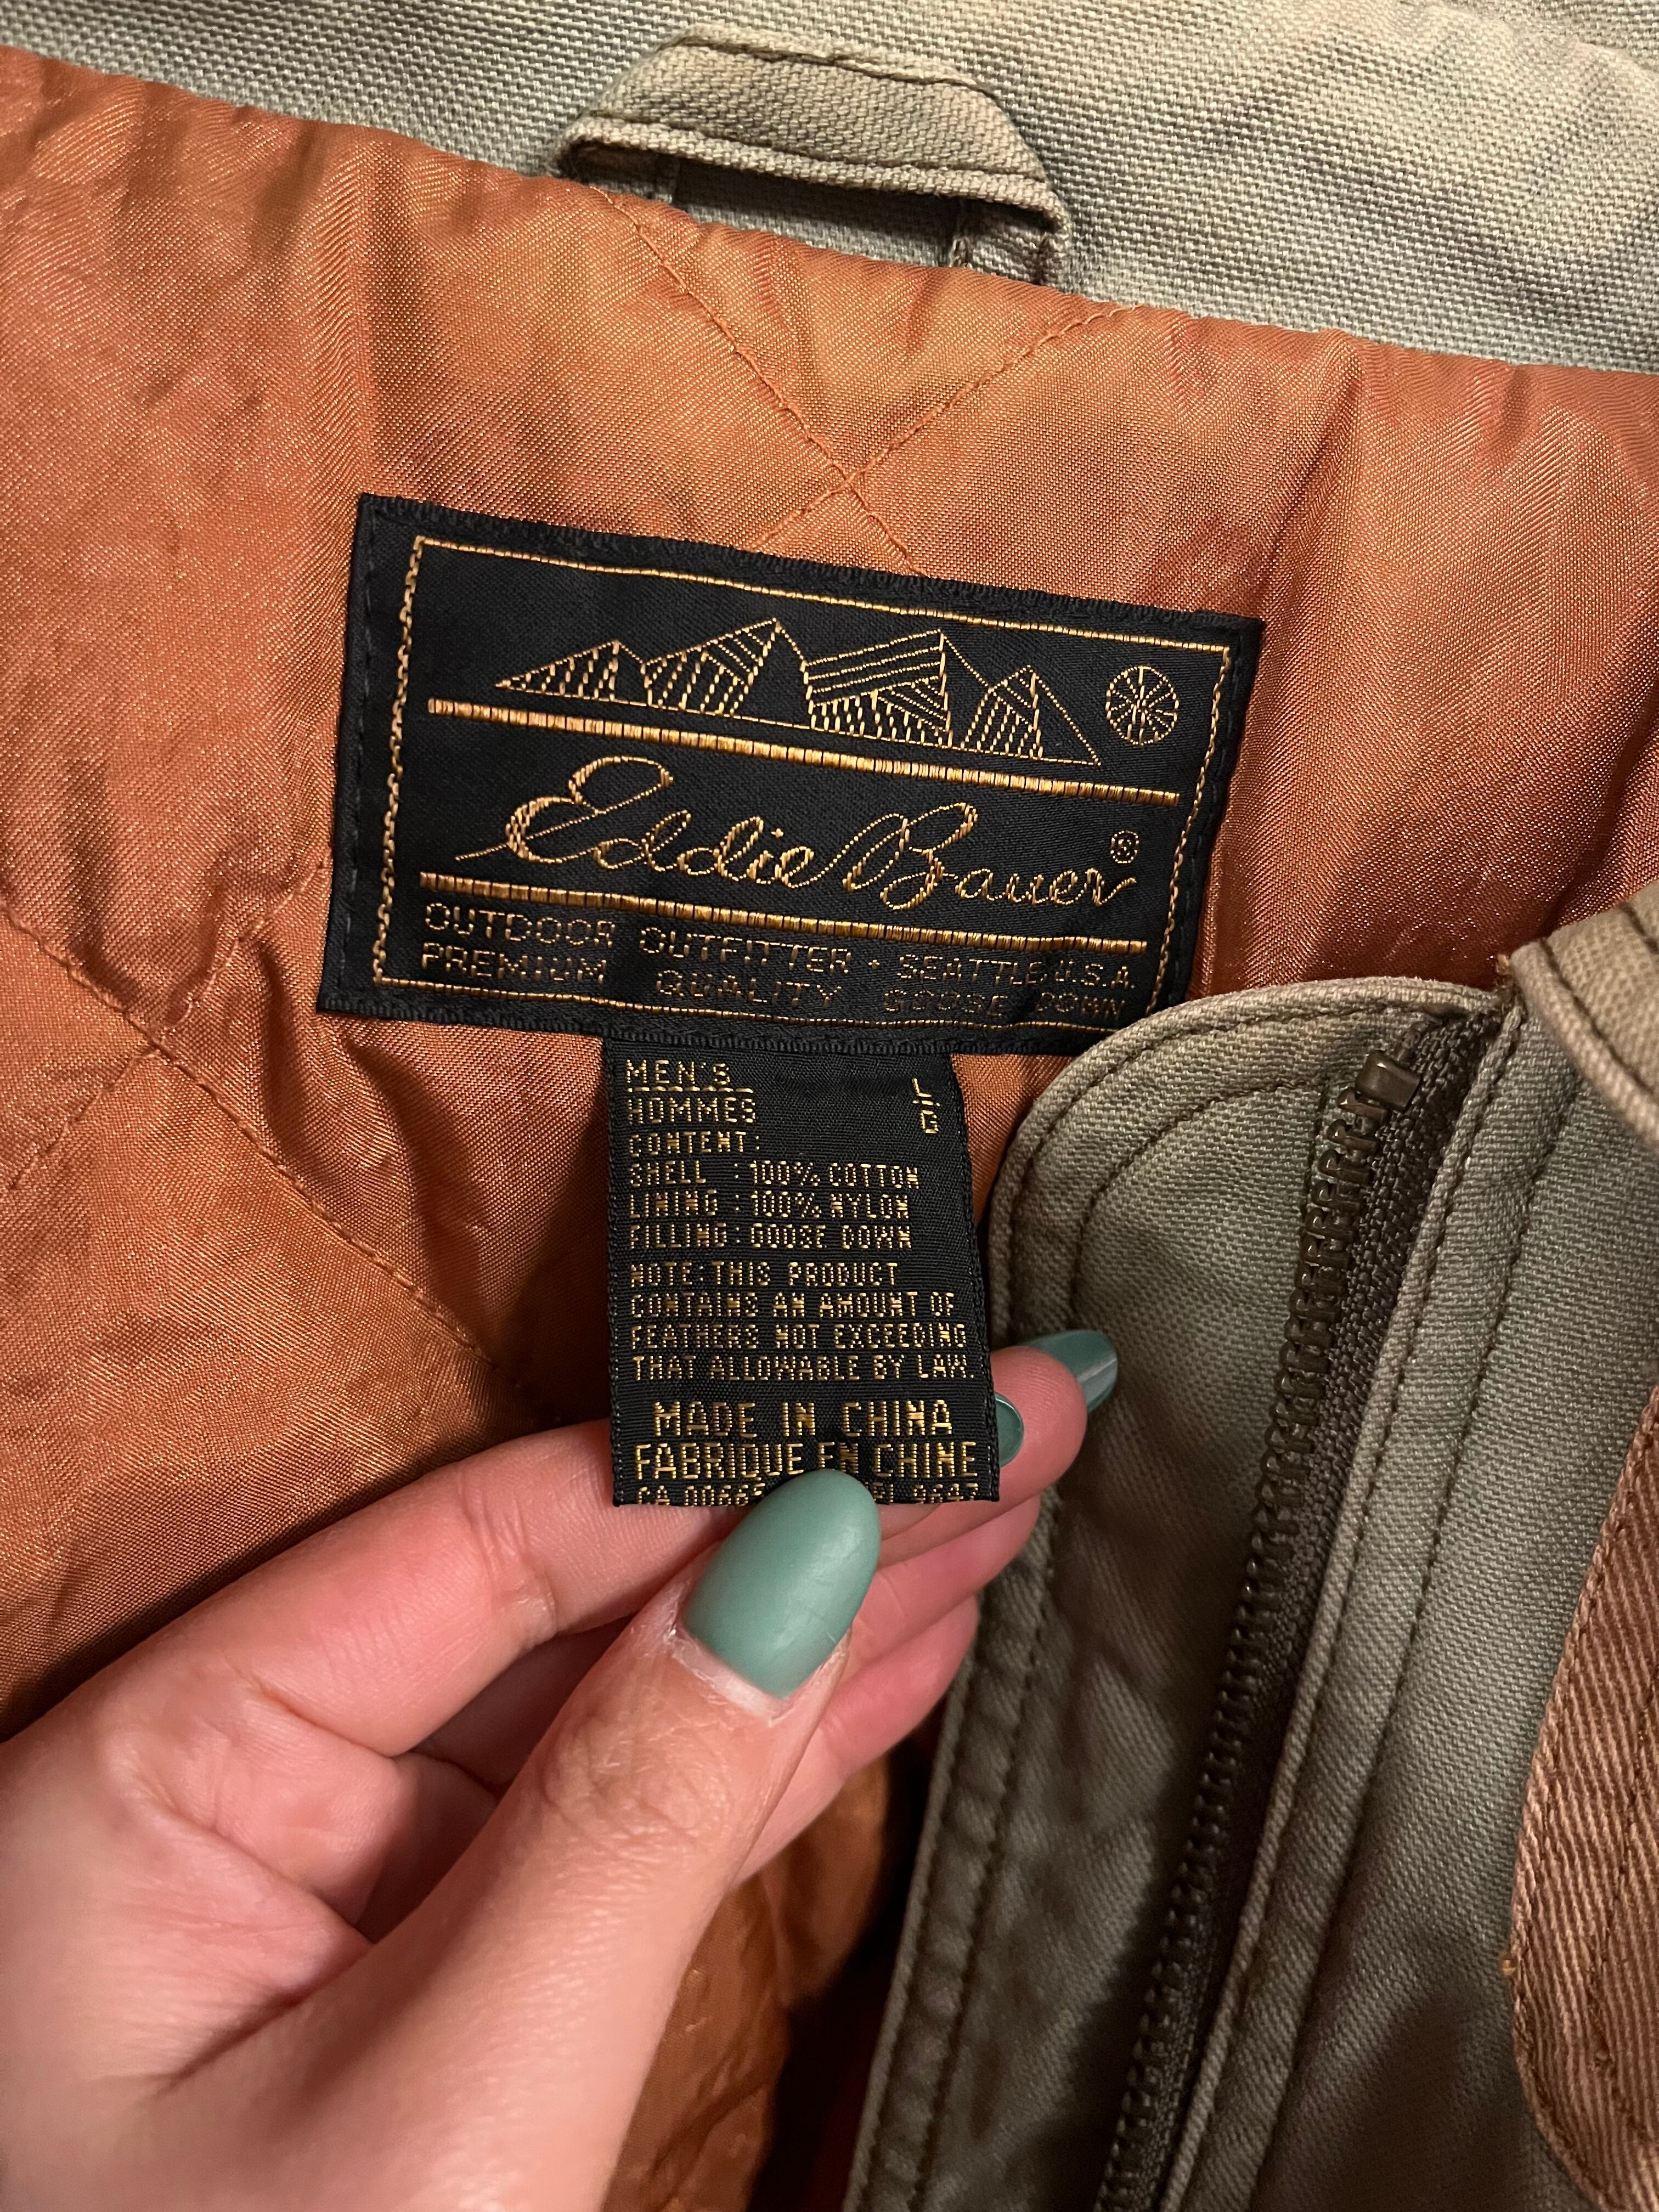 Eddie Bauer®
OUTDOOR OUTFITTER • SEATTLE U.S.A.
PREMIUM QUALITY GOOSE DOWN
MEN'S L
HOMMES G
CONTENT:
SHELL : 100% COTTON
LINING : 100% NYLON
FILLING : GOOSE DOWN
NOTE: THIS PRODUCT
CONTAINS AN AMOUNT OF
FEATHERS NOT EXCEEDING
THAT ALLOWABLE BY LAW.
MADE IN CHINA
FABRIQUE EN CHINE
CA